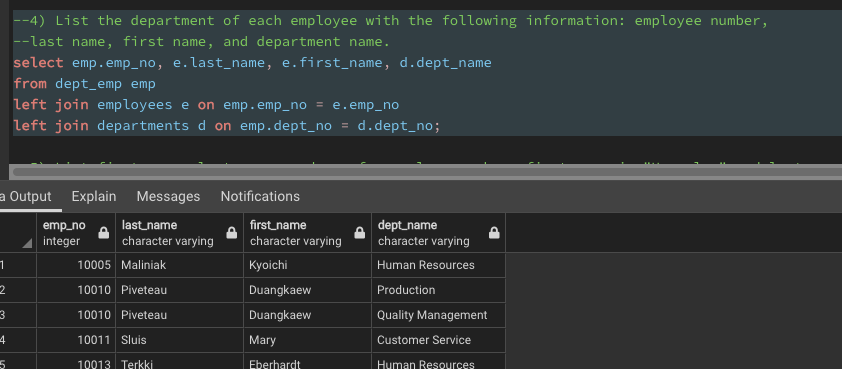 --4) List the department of each employee with the following information: employee number,
--last name, first name, and department name.
select emp.emp_no, e.last_name, e.first_name, d.dept_name
from dept_emp emp
left join employees e on emp.emp_no = e.emp_no
left join departments d on emp.dept_no = d.dept_no;
a Output Explain Messages Notifications
emp_no last_name first_name dept_name
integer character varying character varying character varying
1 10005 Maliniak Kyoichi Human Resources
2 10010 Piveteau Duangkaew Production
3 10010 Piveteau Duangkaew Quality Management
4 10011 Sluis Mary Customer Service
5 10013 Terkki Eberhardt Human Resources